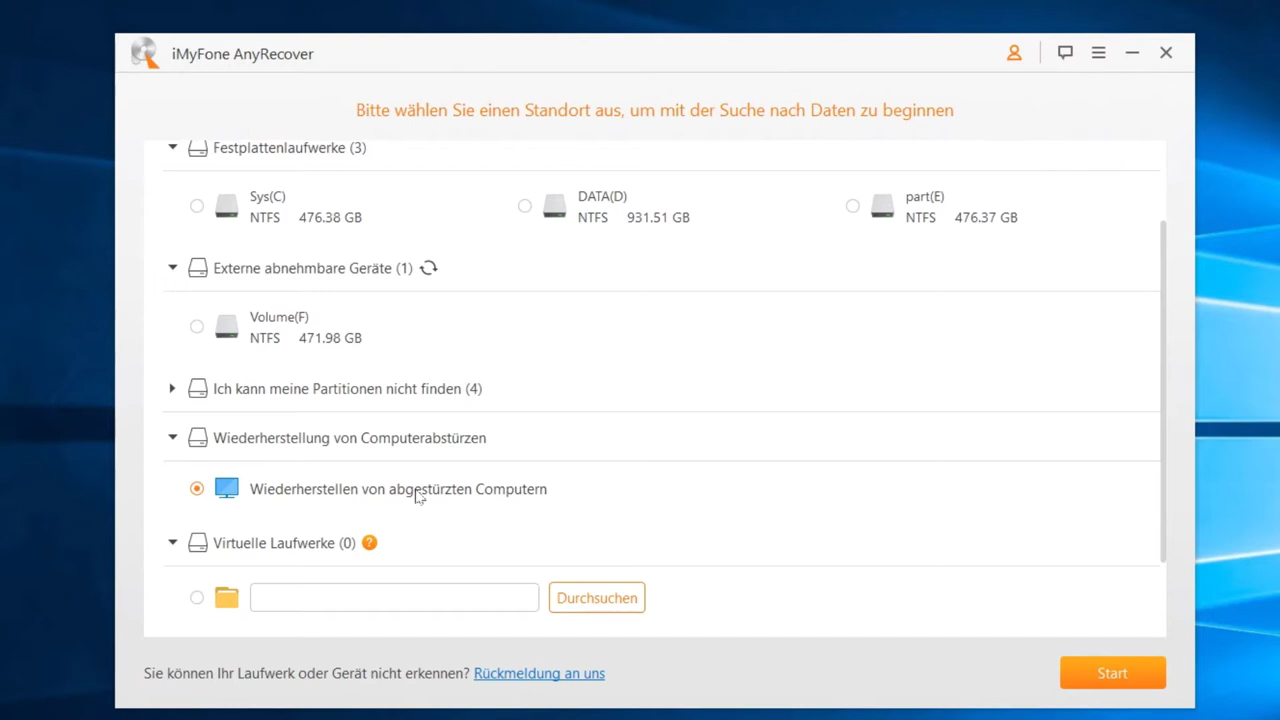 iMyFone AnyRecover
Bitte wählen Sie einen Standort aus, um mit der Suche nach Daten zu beginnen
Festplattenlaufwerke (3)
Sys(C)
NTFS 476.38 GB
DATA(D)
NTFS 931.51 GB
part(E)
NTFS 476.37 GB
Externe abnehmbare Geräte (1)
Volume(F)
NTFS 471.98 GB
Ich kann meine Partitionen nicht finden (4)
Wiederherstellung von Computerabstürzen
Wiederherstellen von abgestürzten Computern
Virtuelle Laufwerke (0) ?
Durchsuchen
Sie können Ihr Laufwerk oder Gerät nicht erkennen? Rückmeldung an uns
Start